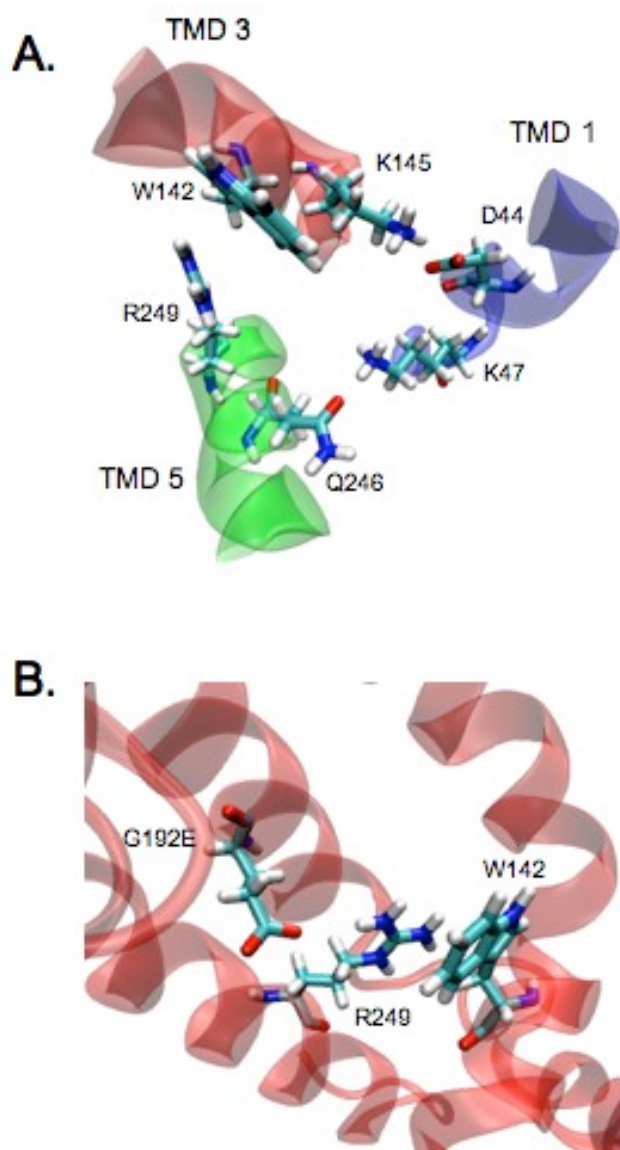 A.
TMD 3
TMD 1
K145
W142
D44
R249
K47
TMD 5
Q246
B.
G192E
W142
R249